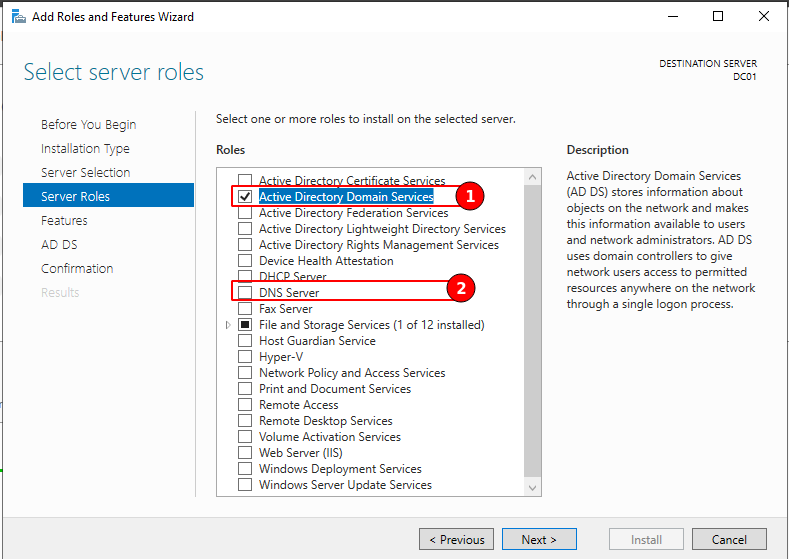 Add Roles and Features Wizard
Select server roles
DESTINATION SERVER
DC01
Before You Begin
Installation Type
Server Selection
Server Roles
Features
AD DS
Confirmation
Results
Select one or more roles to install on the selected server.
Roles
Active Directory Certificate Services
Active Directory Domain Services
1
Active Directory Federation Services
Active Directory Lightweight Directory Services
Active Directory Rights Management Services
Device Health Attestation
DHCP Server
DNS Server
2
Fax Server
File and Storage Services (1 of 12 installed)
Host Guardian Service
Hyper-V
Network Policy and Access Services
Print and Document Services
Remote Access
Remote Desktop Services
Volume Activation Services
Web Server (IIS)
Windows Deployment Services
Windows Server Update Services
Description
Active Directory Domain Services
(AD DS) stores information about
objects on the network and makes
this information available to users
and network administrators. AD DS
uses domain controllers to give
network users access to permitted
resources anywhere on the network
through a single logon process.
< Previous
Next >
Install
Cancel